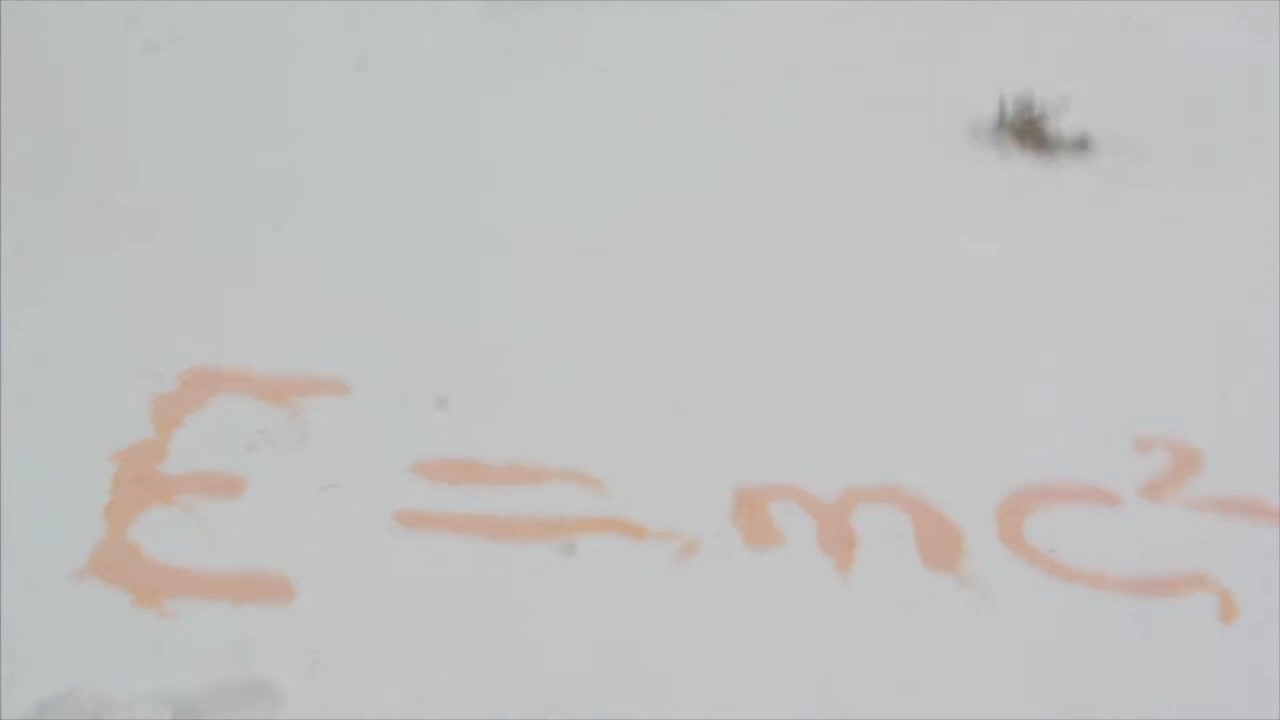 E = mc²